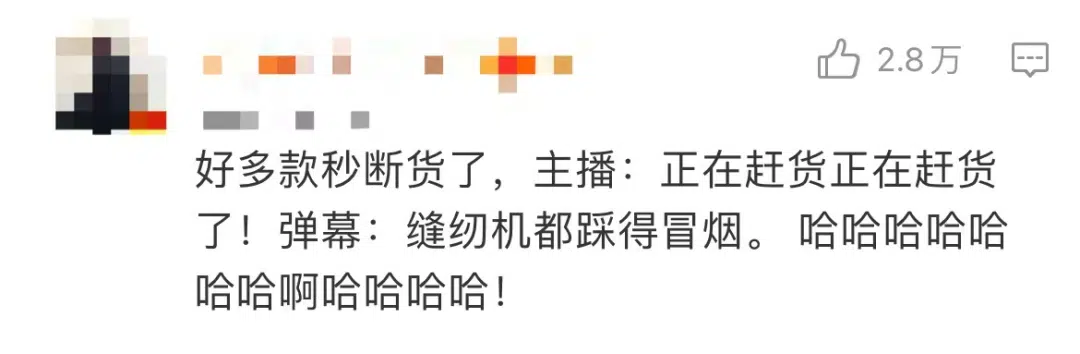 2.8万
好多款秒断货了，主播：正在赶货正在赶货
了！弹幕：缝纫机都踩得冒烟。哈哈哈哈哈
哈哈啊哈哈哈哈！